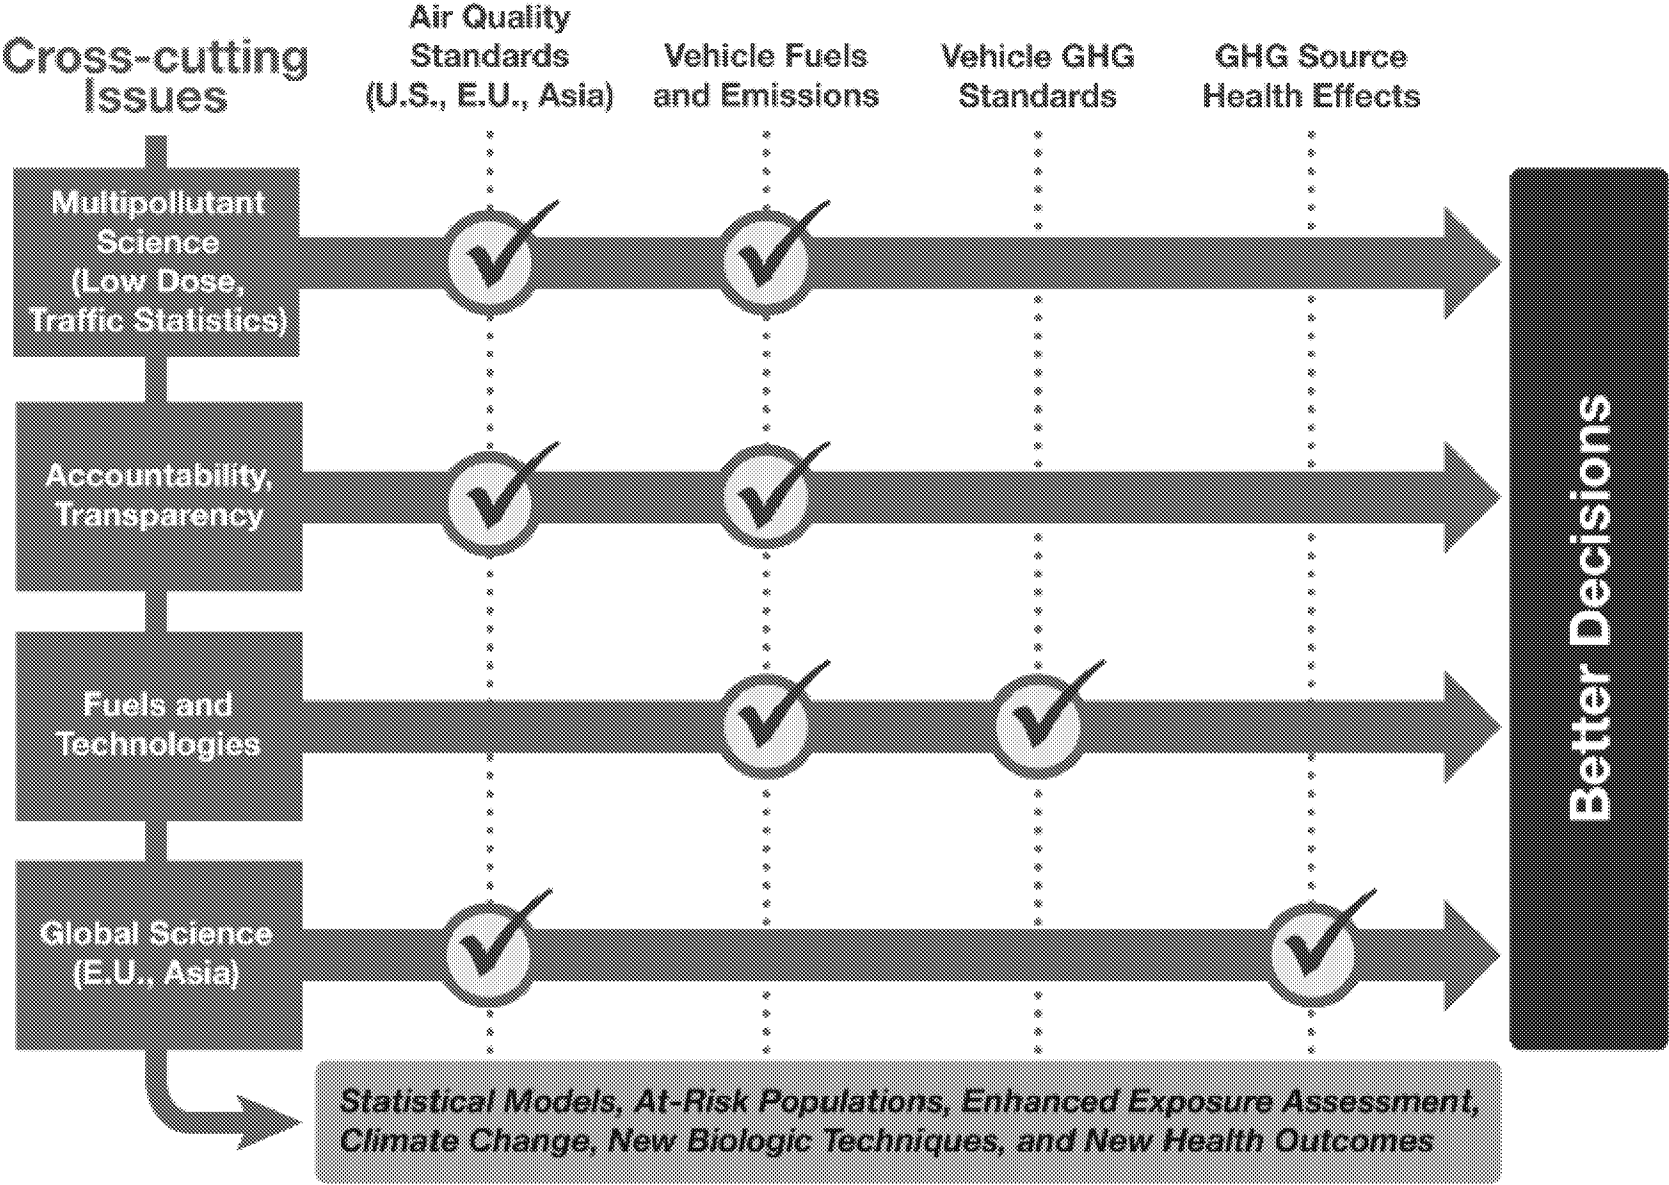 Cross-cutting
Issues
Air Quality
Standards
(U.S., E.U., Asia)
Vehicle Fuels
and Emissions
Vehicle GHG
Standards
GHG Source
Health Effects
Multipollutant
Science
(Low Dose,
Traffic Statistics)
Accountability,
Transparency
Fuels and
Technologies
Global Science
(E.U., Asia)
Better Decisions
Statistical Models, At-Risk Populations, Enhanced Exposure Assessment,
Climate Change, New Biologic Techniques, and New Health Outcomes